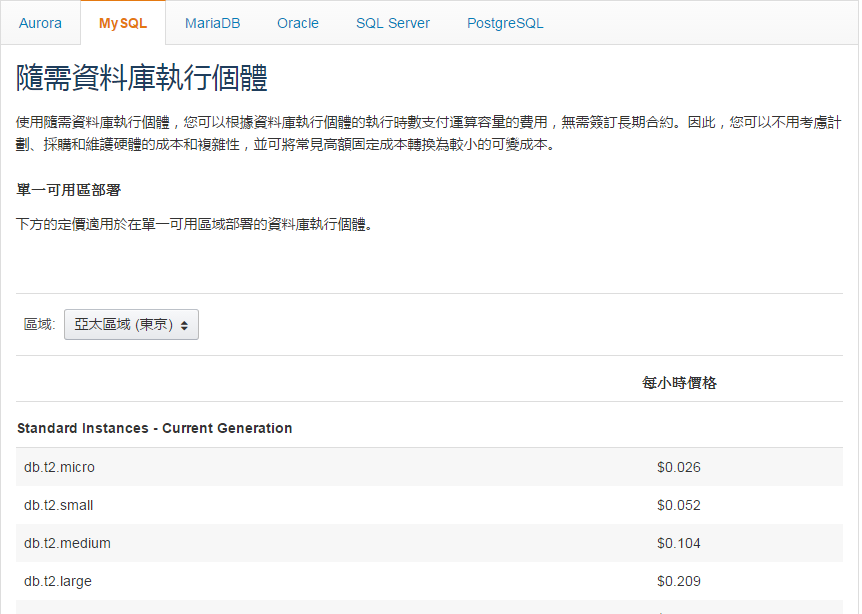 Aurora MySQL MariaDB Oracle SQL Server PostgreSQL
隨需資料庫執行個體
使用隨需資料庫執行個體，您可以根據資料庫執行個體的執行時數支付運算容量的費用，無需簽訂長期合約。因此，您可以不用考慮計
劃、採購和維護硬體的成本和複雜性，並可將常見高額固定成本轉換為較小的可變成本。
單一可用區部署
下方的定價適用於在單一可用區域部署的資料庫執行個體。
區域: 亞太區域 (東京)
每小時價格
Standard Instances - Current Generation
db.t2.micro $0.026
db.t2.small $0.052
db.t2.medium $0.104
db.t2.large $0.209